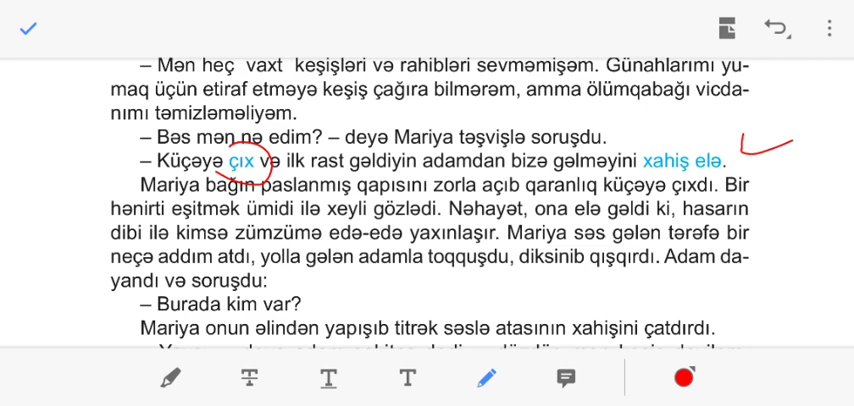 – Mən heç vaxt keşişləri və rahibləri sevməmişəm. Günahlarımı yu-
maq üçün etiraf etməyə keşiş çağıra bilmərəm, amma ölümqabağı vicda-
nımı təmizləməliyəm.
– Bəs mən nə edim? – deyə Mariya təşvişlə soruşdu.
– Küçəyə çıx və ilk rast gəldiyin adamdan bizə gəlməyini xahiş elə.
Mariya bağın paslanmış qapısını zorla açıb qaranlıq küçəyə çıxdı. Bir
hənirti eşitmək ümidi ilə xeyli gözlədi. Nəhayət, ona elə gəldi ki, hasarın
dibi ilə kimsə zümzümə edə-edə yaxınlaşır. Mariya səs gələn tərəfə bir
neçə addım atdı, yolla gələn adamla toqquşdu, diksinib qışqırdı. Adam da-
yandı və soruşdu:
– Burada kim var?
Mariya onun əlindən yapışıb titrək səslə atasının xahişini çatdırdı.